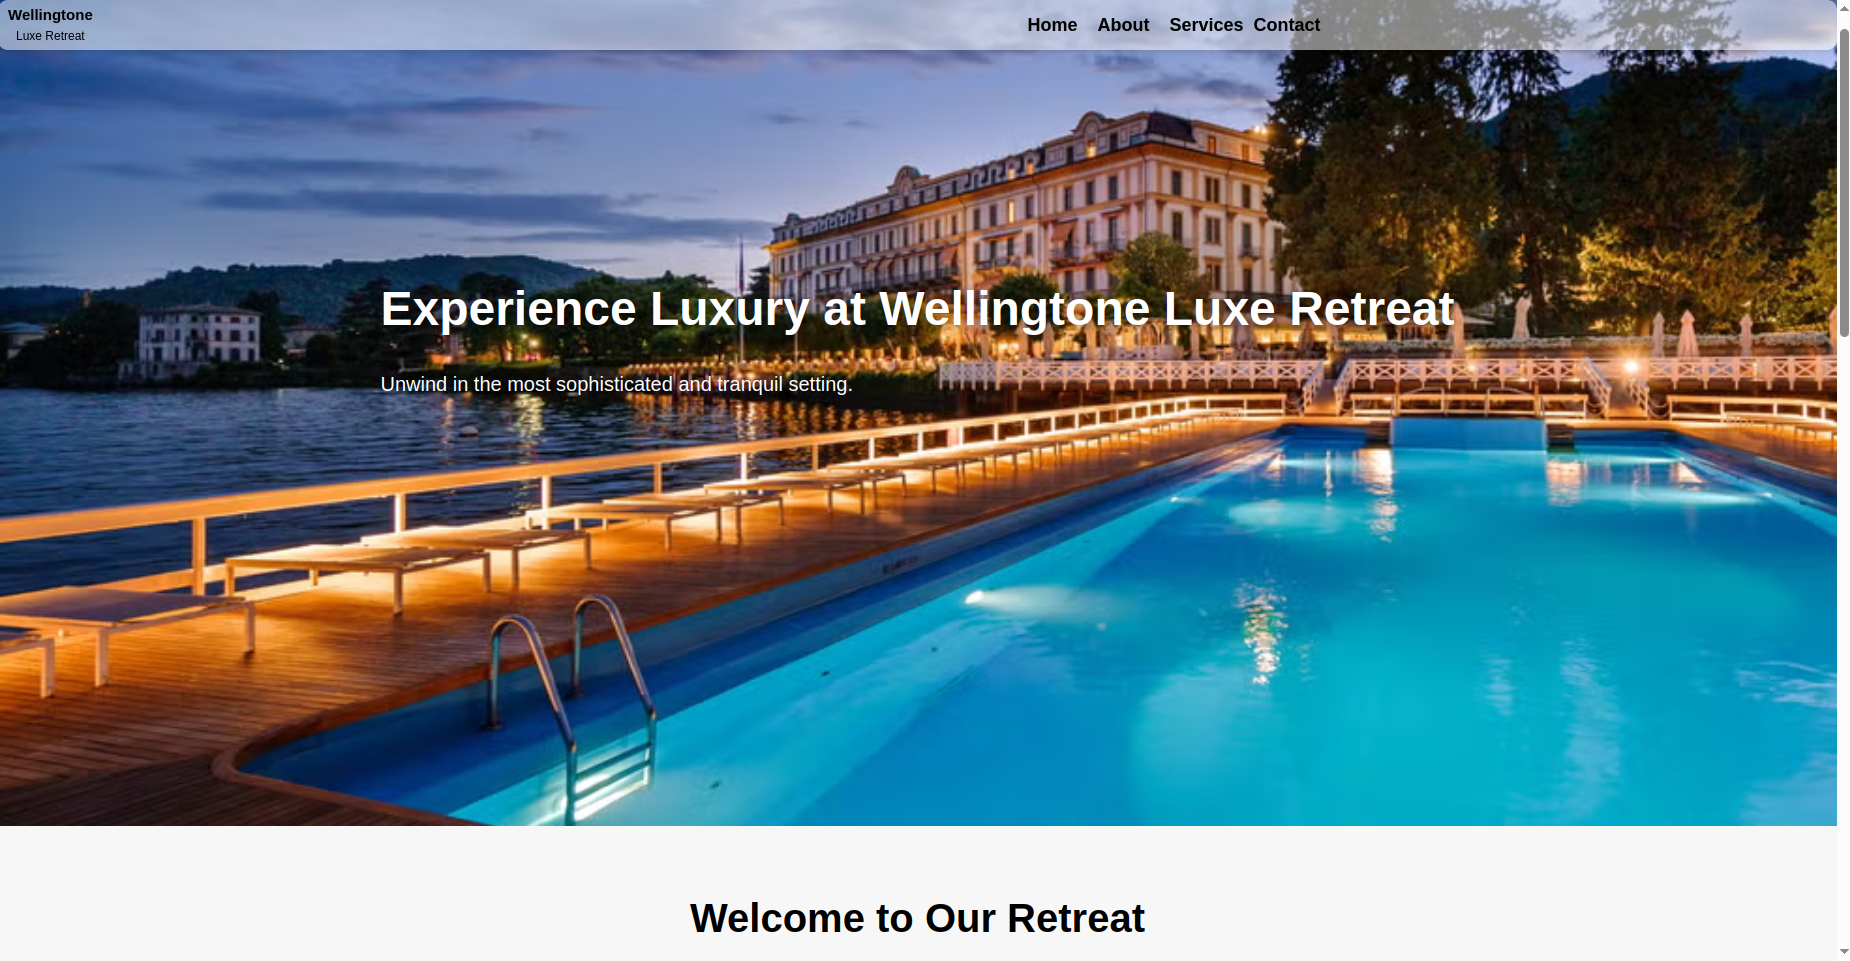 Wellingtone
Luxe Retreat
Home About Services Contact
Experience Luxury at Wellingtone Luxe Retreat
Unwind in the most sophisticated and tranquil setting.
Welcome to Our Retreat